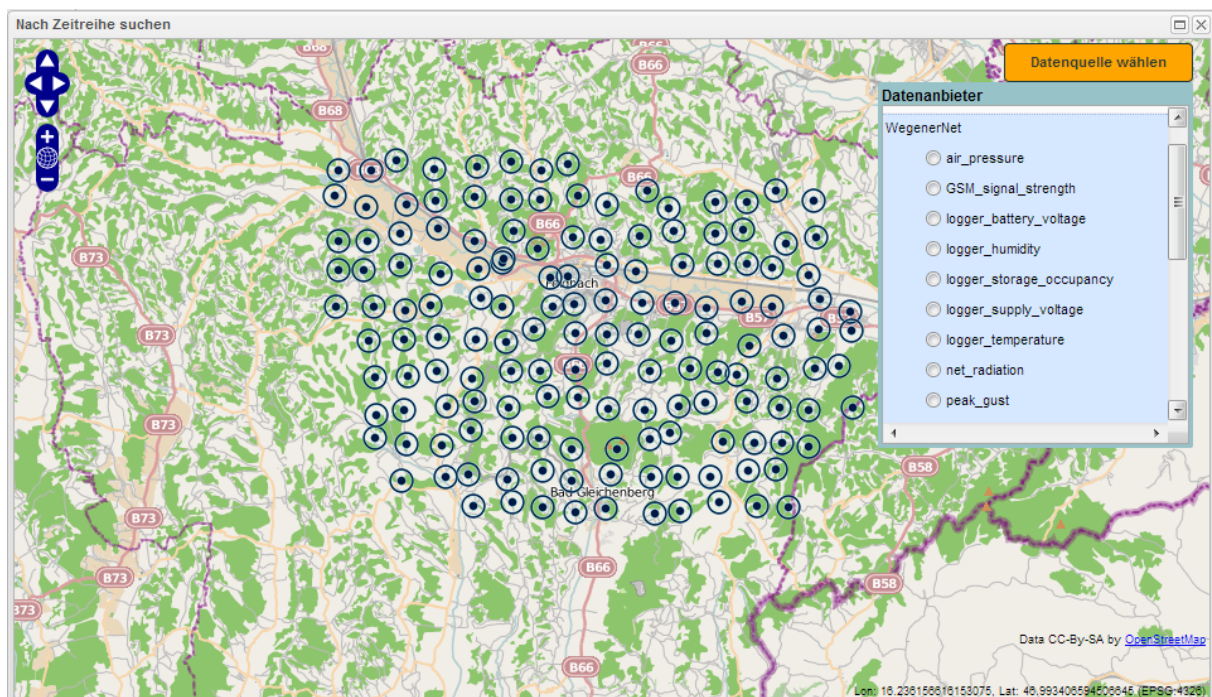 Nach Zeitreihe suchen
Datenquelle wählen
Datenanbieter
WegenerNet
air_pressure
GSM_signal_strength
logger_battery_voltage
logger_humidity
logger_storage_occupancy
logger_supply_voltage
logger_temperature
net_radiation
peak_gust
B68
B66
B66
B68
B66
B66
B73
B57
B73
Bad Gleichenberg
B58
B73
B66
B73
B58
B73
B66
Data CC-By-SA by OpenStreetMap
Lon: 16.236156616153075, Lat: 46.993406594506645 (EPSG:4326)